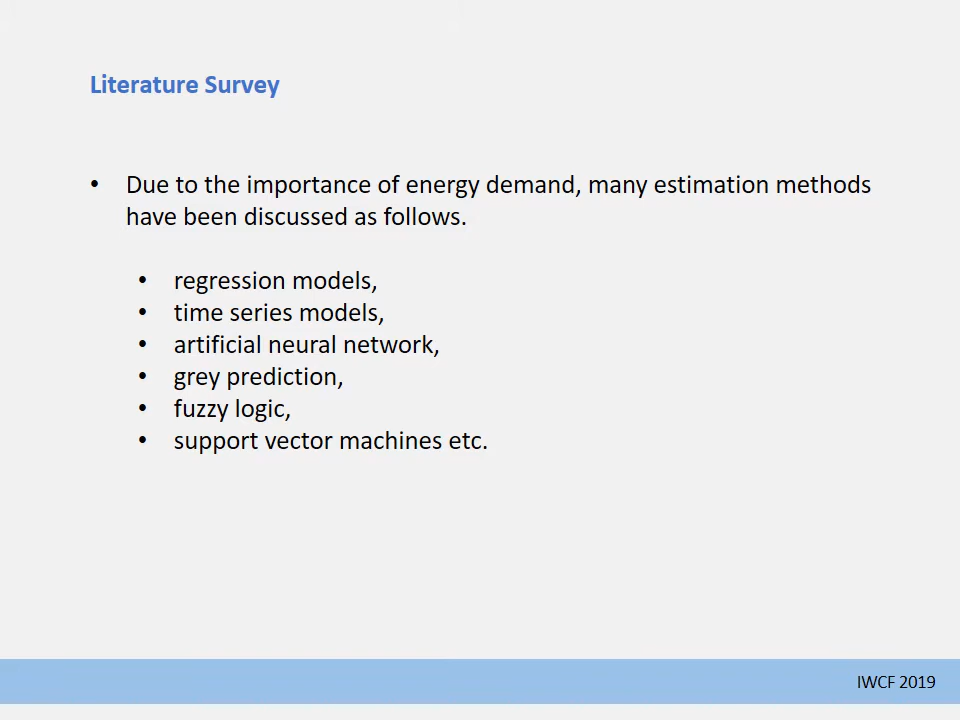 Literature Survey
• Due to the importance of energy demand, many estimation methods
have been discussed as follows.
• regression models,
• time series models,
• artificial neural network,
• grey prediction,
• fuzzy logic,
• support vector machines etc.
IWCF 2019